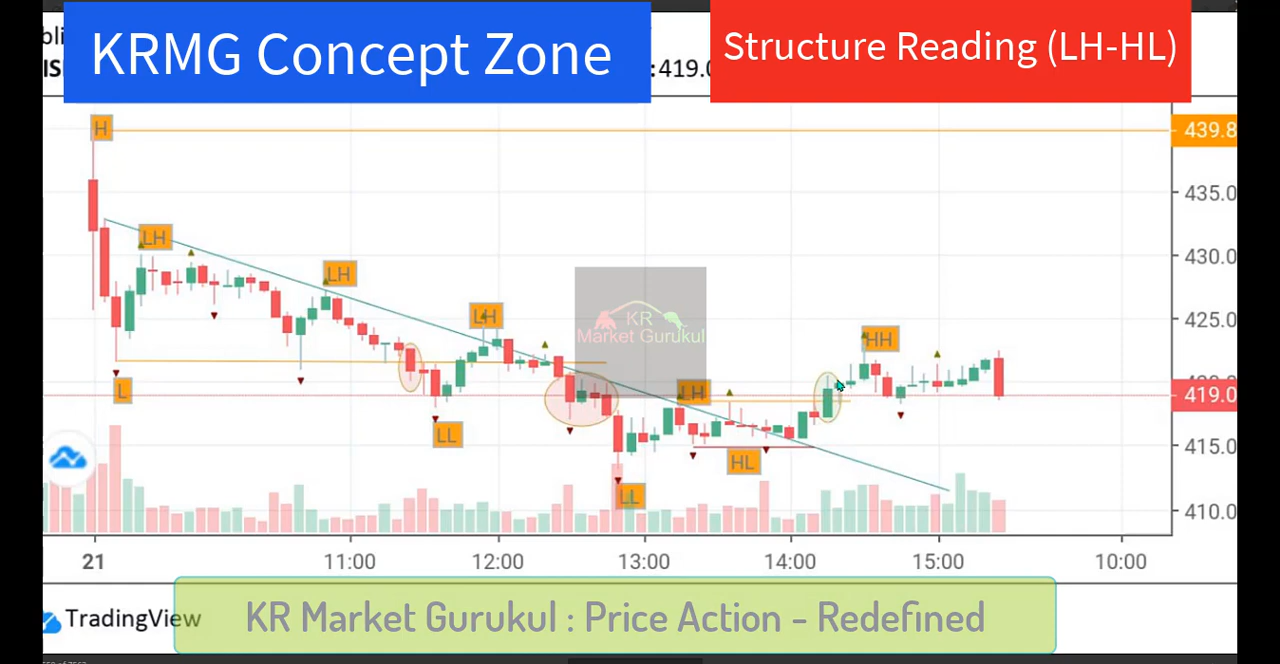 KRMG Concept Zone
Structure Reading (LH-HL)
:419.0
H
439.8
435.0
LH
430.0
LH
425.0
LH
KR
Market Gurukul
HH
L
LH
419.0
LL
415.0
HL
LL
410.0
21
11:00
12:00
13:00
14:00
15:00
10:00
TradingView
KR Market Gurukul : Price Action - Redefined